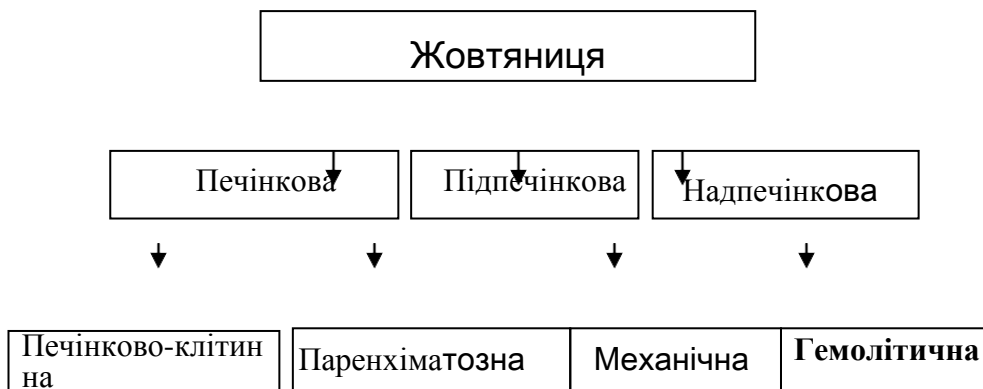 Жовтяниця
Печінкова
Підпечінкова
Надпечінкова
Печінково-клітин
на
Паренхіматозна
Механічна
Гемолітична